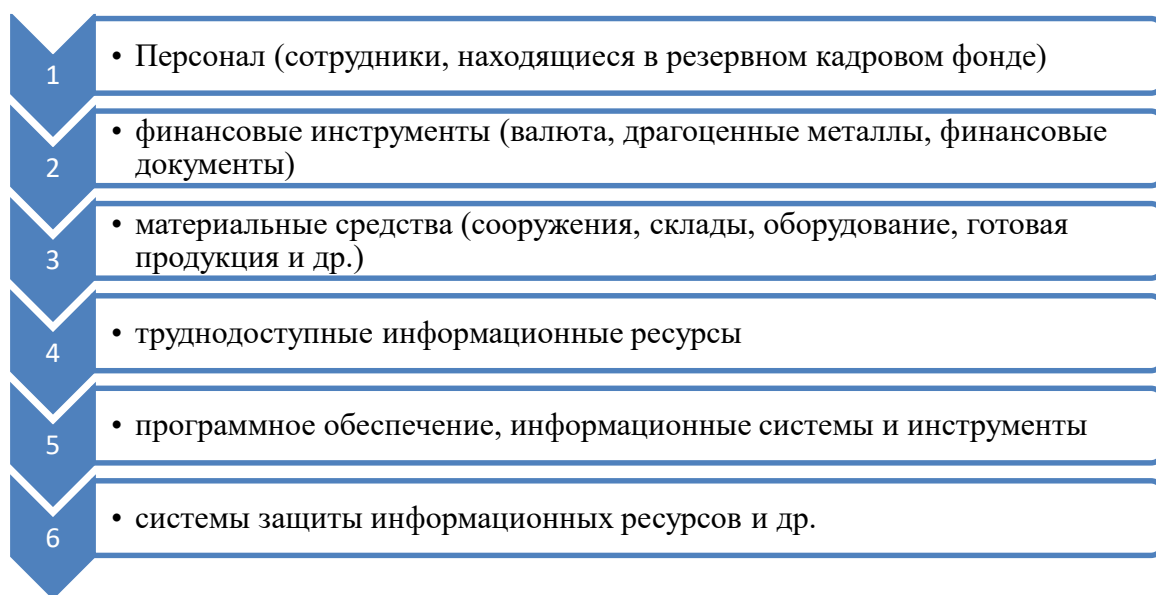 1
• Персонал (сотрудники, находящиеся в резервном кадровом фонде)
2
• финансовые инструменты (валюта, драгоценные металлы, финансовые
документы)
3
• материальные средства (сооружения, склады, оборудование, готовая
продукция и др.)
4
• труднодоступные информационные ресурсы
5
• программное обеспечение, информационные системы и инструменты
6
• системы защиты информационных ресурсов и др.